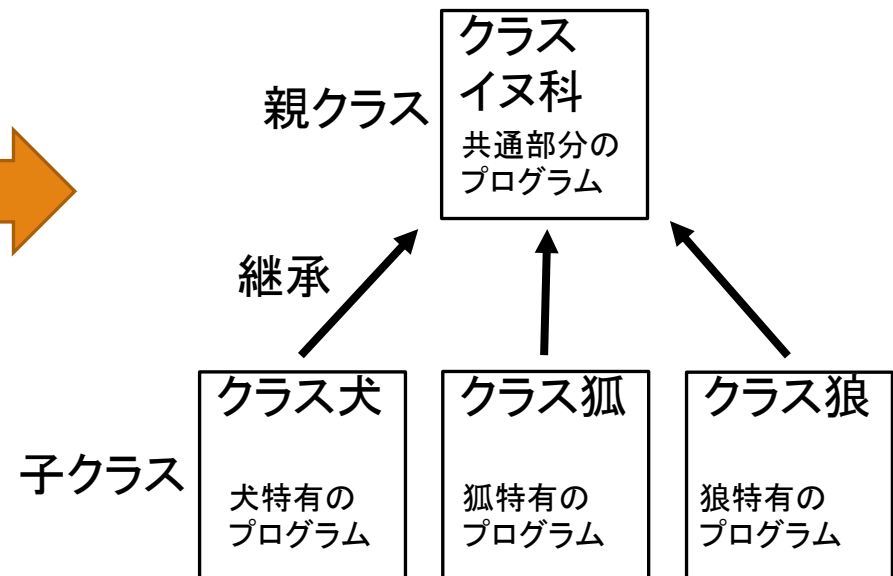 親クラス
クラス
イヌ科
共通部分の
プログラム
継承
子クラス
クラス犬
犬特有の
プログラム
クラス狐
狐特有の
プログラム
クラス狼
狼特有の
プログラム